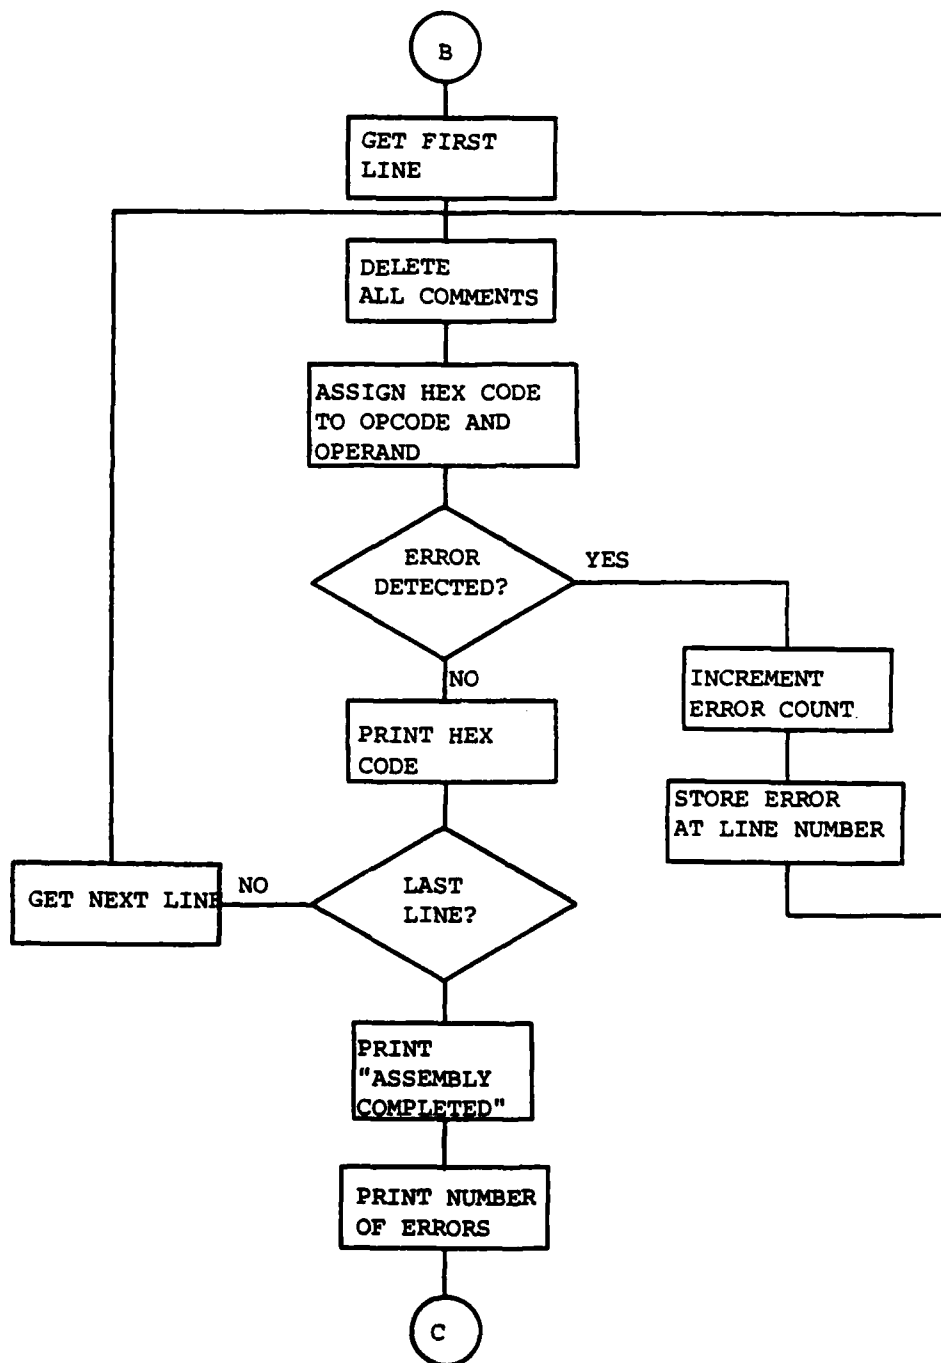 B
GET FIRST
LINE
DELETE
ALL COMMENTS
ASSIGN HEX CODE
TO OPCODE AND
OPERAND
ERROR
DETECTED?
YES
NO
INCREMENT
ERROR COUNT
PRINT HEX
CODE
STORE ERROR
AT LINE NUMBER
LAST
LINE?
NO
GET NEXT LINE
PRINT
"ASSEMBLY
COMPLETED"
PRINT NUMBER
OF ERRORS
C